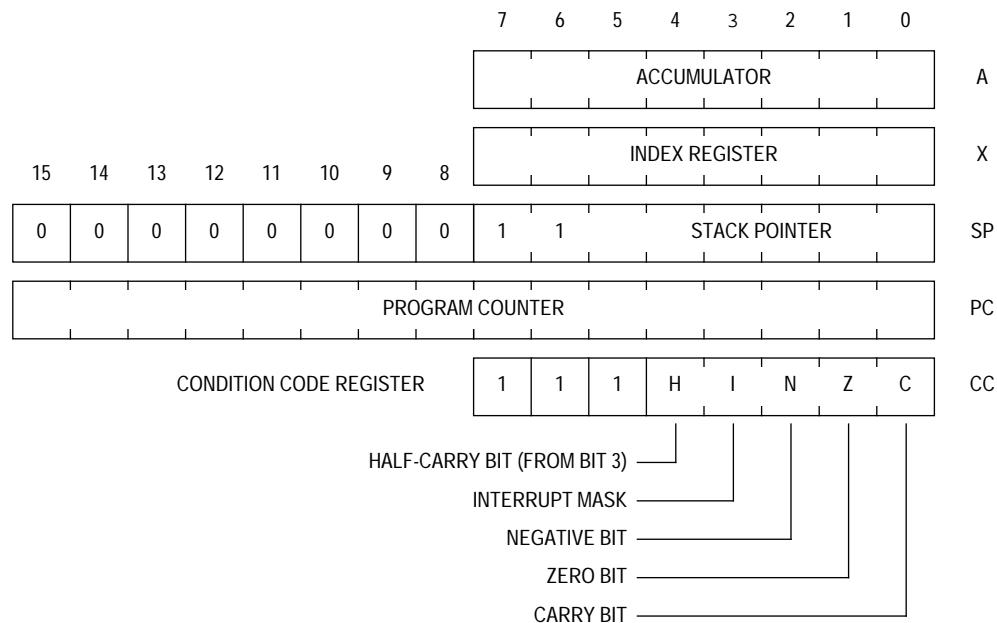 7 6 5 4 3 2 1 0
ACCUMULATOR A
INDEX REGISTER X
15 14 13 12 11 10 9 8
0 0 0 0 0 0 0 0 1 1 STACK POINTER SP
PROGRAM COUNTER PC
CONDITION CODE REGISTER 1 1 1 H I N Z C CC
HALF-CARRY BIT (FROM BIT 3)
INTERRUPT MASK
NEGATIVE BIT
ZERO BIT
CARRY BIT